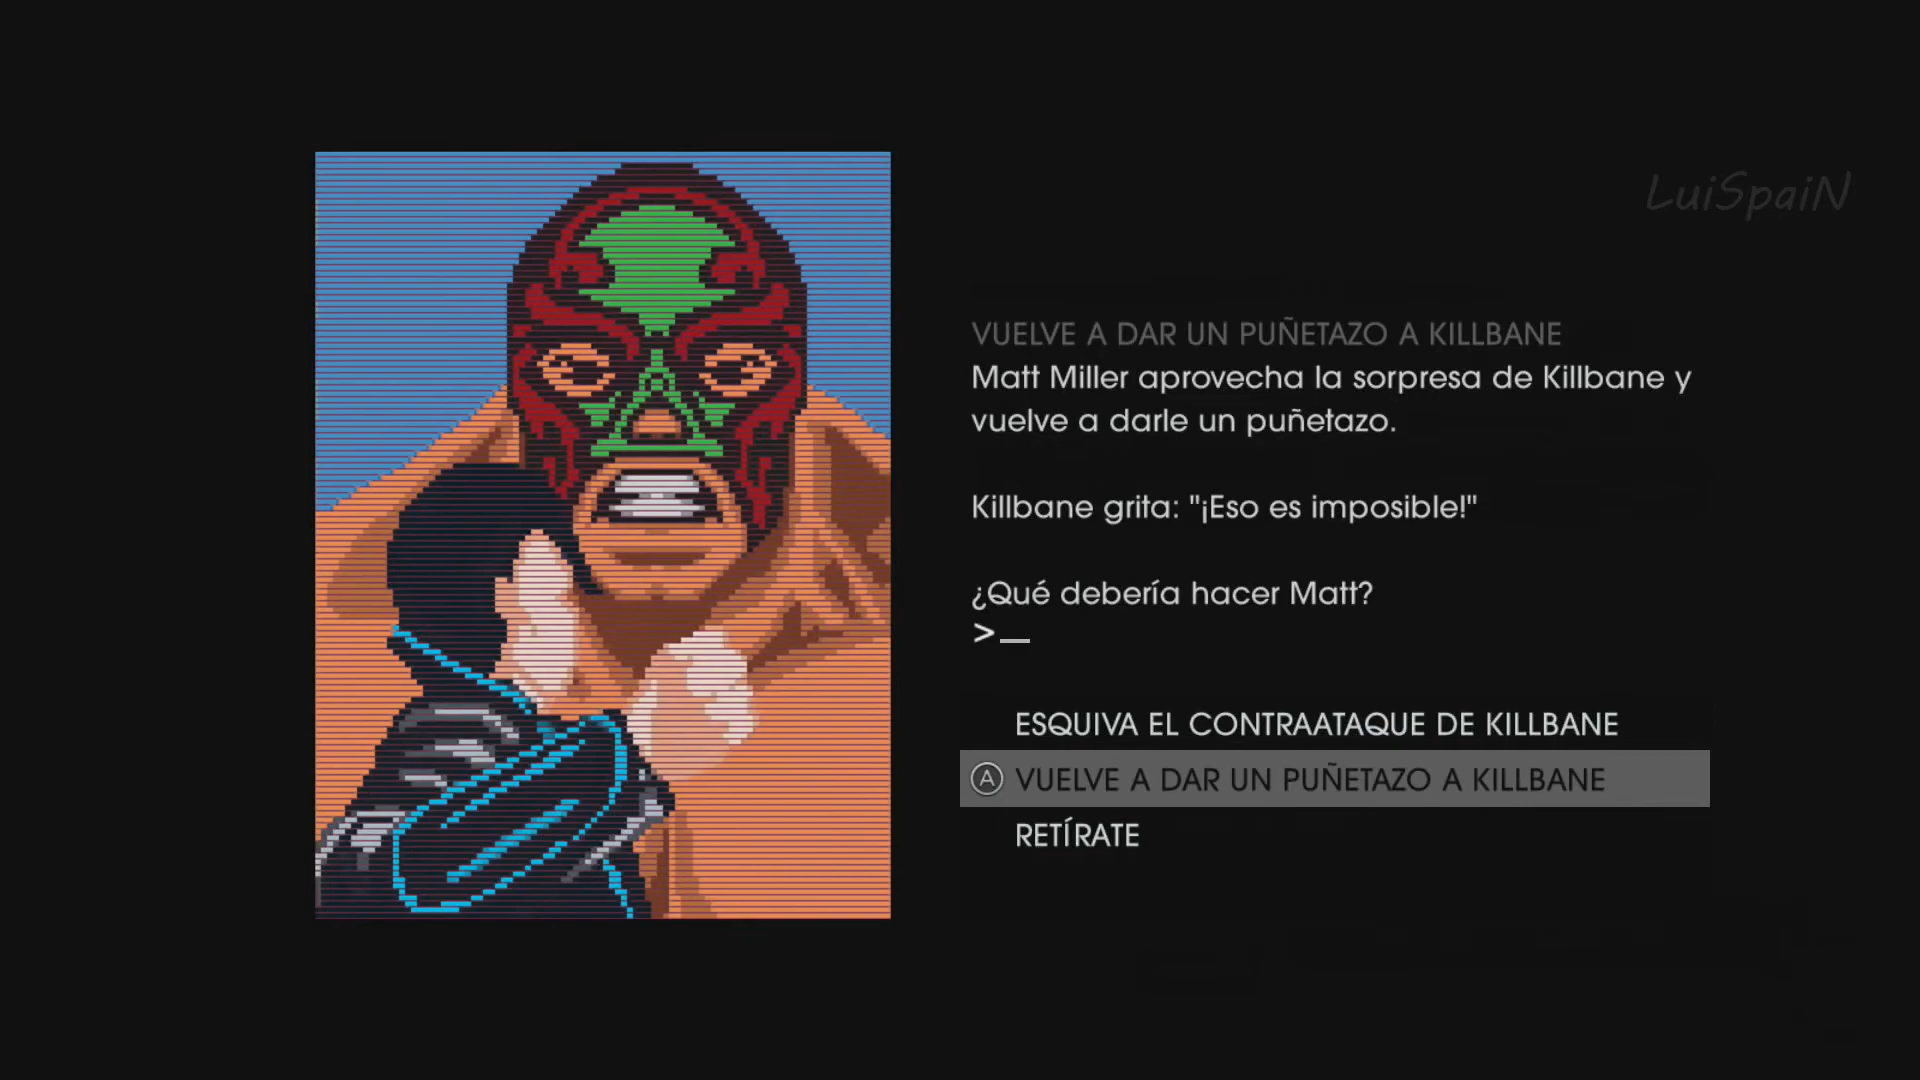 LuiSpaiN
VUELVE A DAR UN PUÑETAZO A KILLBANE
Matt Miller aprovecha la sorpresa de Killbane y
vuelve a darle un puñetazo.
Killbane grita: "¡Eso es imposible!"
¿Qué debería hacer Matt?
>_
ESQUIVA EL CONTRAATAQUE DE KILLBANE
A VUELVE A DAR UN PUÑETAZO A KILLBANE
RETÍRATE